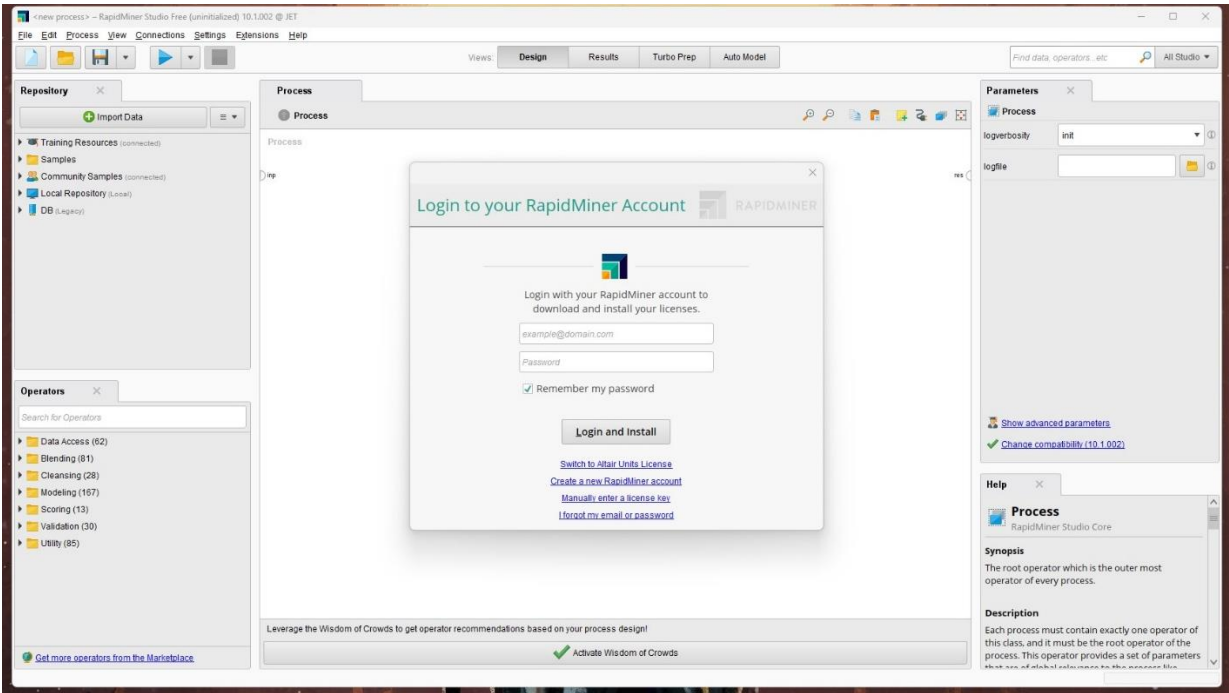 <new process> – RapidMiner Studio Free (uninitialized) 10.1.002 @ JET
File Edit Process View Connections Settings Extensions Help
Views: Design Results Turbo Prep Auto Model
Find data, operators...etc All Studio
Repository
Import Data
Training Resources (connected)
Samples
Community Samples (connected)
Local Repository (Local)
DB (Legacy)
Operators
Search for Operators
Data Access (62)
Blending (81)
Cleansing (28)
Modeling (167)
Scoring (13)
Validation (30)
Utility (85)
Get more operators from the Marketplace
Process
Process
Process
inp
res
Login to your RapidMiner Account
RAPIDMINER
Login with your RapidMiner account to
download and install your licenses.
example@domain.com
Password
Remember my password
Login and Install
Switch to Altair Units License
Create a new RapidMiner account
Manually enter a license key
I forgot my email or password
Leverage the Wisdom of Crowds to get operator recommendations based on your process design!
Activate Wisdom of Crowds
Parameters
Process
logverbosity init
logfile
Show advanced parameters
Change compatibility (10.1.002)
Help
Process
RapidMiner Studio Core
Synopsis
The root operator which is the outer most
operator of every process.
Description
Each process must contain exactly one operator of
this class, and it must be the root operator of the
process. This operator provides a set of parameters
that are of global relevance to the process like